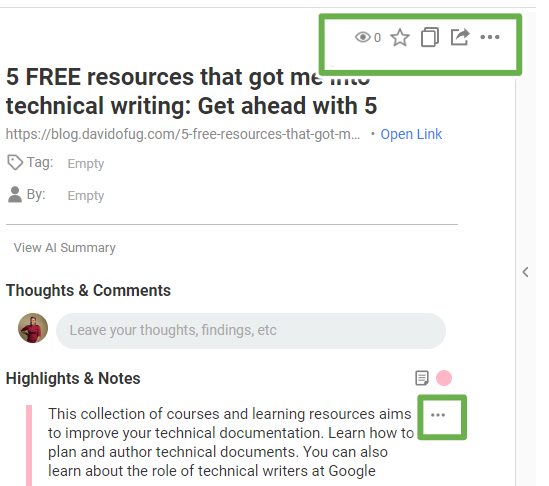 0
5 FREE resources that got me into
technical writing: Get ahead with 5
https://blog.davidofug.com/5-free-resources-that-got-m... • Open Link
Tag: Empty
By: Empty
View AI Summary
Thoughts & Comments
Leave your thoughts, findings, etc
Highlights & Notes
This collection of courses and learning resources aims
to improve your technical documentation. Learn how to
plan and author technical documents. You can also
learn about the role of technical writers at Google